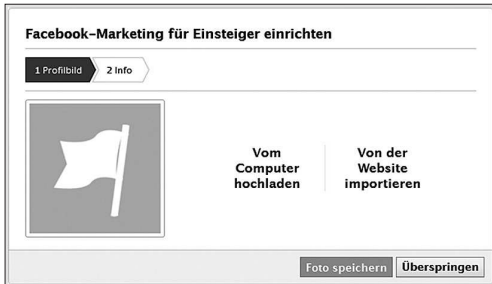 Facebook-Marketing für Einsteiger einrichten
1 Profilbild 2 Info
Vom
Computer
hochladen
Von der
Website
importieren
Foto speichern Überspringen